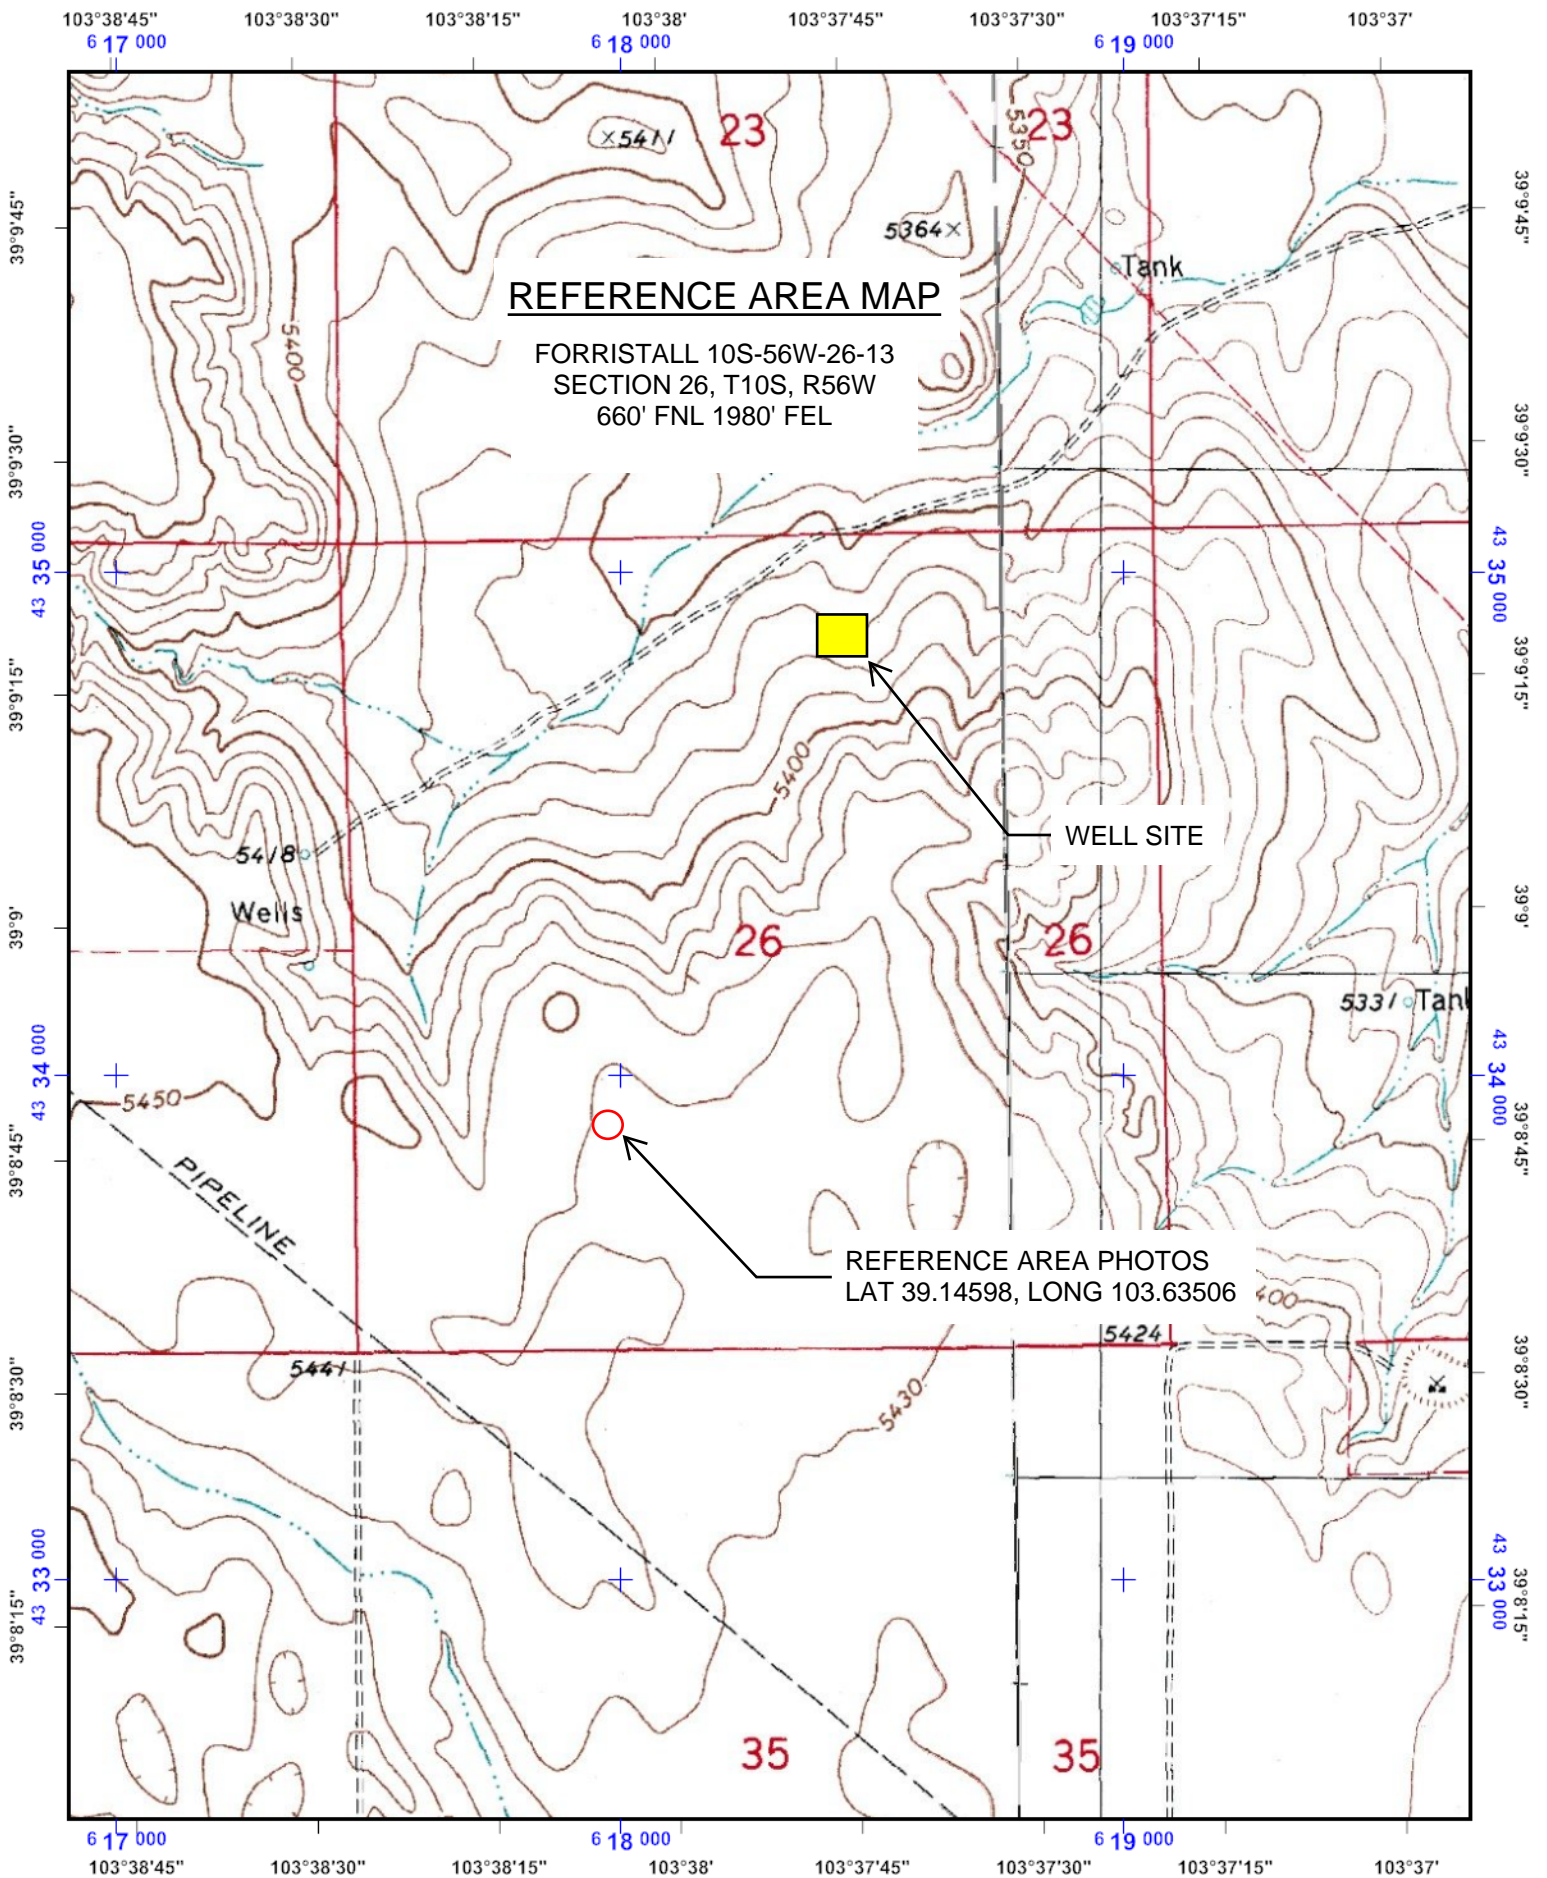 103°38'45" 103°38'30" 103°38'15" 103°38' 103°37'45" 103°37'30" 103°37'15" 103°37'
6 17 000 6 18 000 6 19 000
23 23
×5411
5350
39°9'45" 39°9'45"
5364×
Tank
REFERENCE AREA MAP
5400
FORRISTALL 10S-56W-26-13
SECTION 26, T10S, R56W
660' FNL 1980' FEL
39°9'30" 39°9'30"
43 35 000 43 35 000
39°9'15" 39°9'15"
5400
WELL SITE
5418
Wells
39°9' 39°9'
26 26
5331 Tank
43 34 000 43 34 000
5450
39°8'45" 39°8'45"
PIPELINE
REFERENCE AREA PHOTOS
LAT 39.14598, LONG 103.63506
400
5424
5441
39°8'30" 39°8'30"
5430
43 33 000 43 33 000
39°8'15" 39°8'15"
35 35
6 17 000 6 18 000 6 19 000
103°38'45" 103°38'30" 103°38'15" 103°38' 103°37'45" 103°37'30" 103°37'15" 103°37'